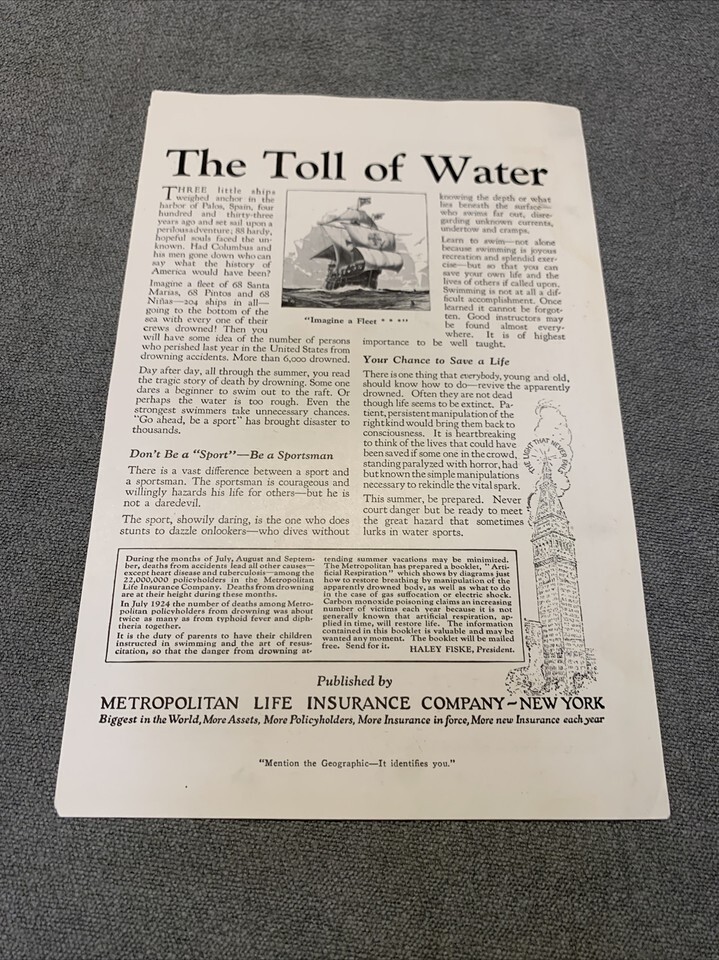 The Toll of Water
THREE little ships
weighed anchor in the
harbor of Palos, Spain, four
hundred and thirty-three
years ago and set sail upon a
perilous adventure; 88 hardy,
hopeful souls faced the un-
known. Had Columbus and
his men gone down who can
say what the history of
America would have been?
Imagine a fleet of 68 Santa
Marias, 68 Pintos and 68
Niñas—204 ships in all—
going to the bottom of the
sea with every one of their
crews drowned! Then you
will have some idea of the number of persons
who perished last year in the United States from
drowning accidents. More than 6,000 drowned.
Day after day, all through the summer, you read
the tragic story of death by drowning. Some one
dares a beginner to swim out to the raft. Or
perhaps the water is too rough. Even the
strongest swimmers take unnecessary chances.
"Go ahead, be a sport" has brought disaster to
thousands.
Don't Be a "Sport"—Be a Sportsman
There is a vast difference between a sport and
a sportsman. The sportsman is courageous and
willingly hazards his life for others—but he is
not a daredevil.
The sport, showily daring, is the one who does
stunts to dazzle onlookers—who dives without
"Imagine a Fleet * * *"
knowing the depth or what
lies beneath the surface—
who swims far out, disre-
garding unknown currents,
undertow and cramps.
Learn to swim—not alone
because swimming is joyous
recreation and splendid exer-
cise—but so that you can
save your own life and the
lives of others if called upon.
Swimming is not at all a dif-
ficult accomplishment. Once
learned it cannot be forgot-
ten. Good instructors may
be found almost every-
where. It is of highest
importance to be well taught.
Your Chance to Save a Life
There is one thing that everybody, young and old,
should know how to do—revive the apparently
drowned. Often they are not dead
though life seems to be extinct. Pa-
tient, persistent manipulation of the
right kind would bring them back to
consciousness. It is heartbreaking
to think of the lives that could have
been saved if some one in the crowd,
standing paralyzed with horror, had
but known the simple manipulations
necessary to rekindle the vital spark.
This summer, be prepared. Never
court danger but be ready to meet
the great hazard that sometimes
lurks in water sports.
THE LIGHT THAT NEVER FAILS
During the months of July, August and Septem-
ber, deaths from accidents lead all other causes—
except heart disease and tuberculosis—among the
22,000,000 policyholders in the Metropolitan
Life Insurance Company. Deaths from drowning
are at their height during these months.
In July 1924 the number of deaths among Metro-
politan policyholders from drowning was about
twice as many as from typhoid fever and diph-
theria together.
It is the duty of parents to have their children
instructed in swimming and the art of resus-
citation, so that the danger from drowning at-
tending summer vacations may be minimized.
The Metropolitan has prepared a booklet, "Arti-
ficial Respiration" which shows by diagrams just
how to restore breathing by manipulation of the
apparently drowned body, as well as what to do
in the case of gas suffocation or electric shock.
Carbon monoxide poisoning claims an increasing
number of victims each year because it is not
generally known that artificial respiration, ap-
plied in time, will restore life. The information
contained in this booklet is valuable and may be
wanted any moment. The booklet will be mailed
free. Send for it.
HALEY FISKE, President.
Published by
METROPOLITAN LIFE INSURANCE COMPANY~NEW YORK
Biggest in the World, More Assets, More Policyholders, More Insurance in force, More new Insurance each year
"Mention the Geographic—It identifies you."